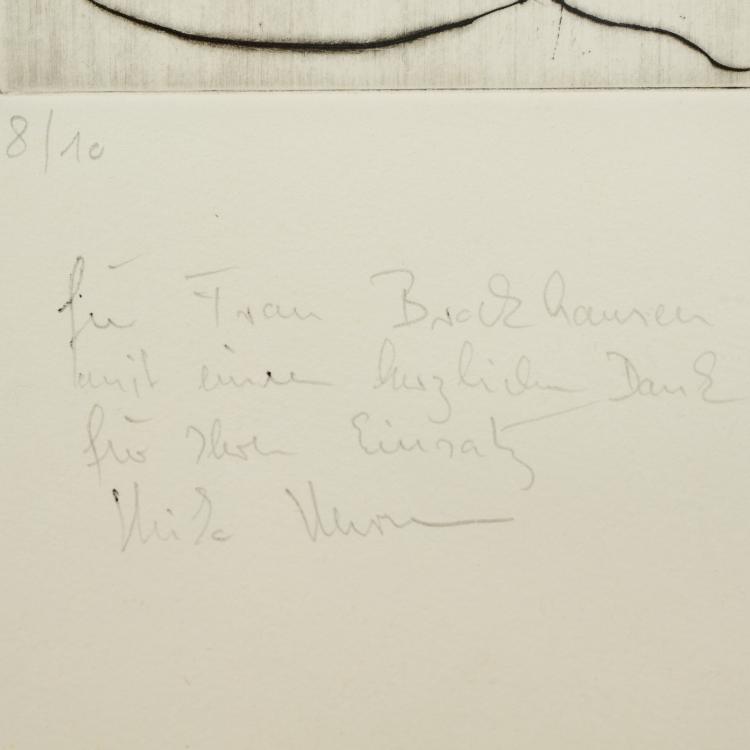 8/10
für Frau Brockhausen
mit einem herzlichen Dank
für Ihren Einsatz